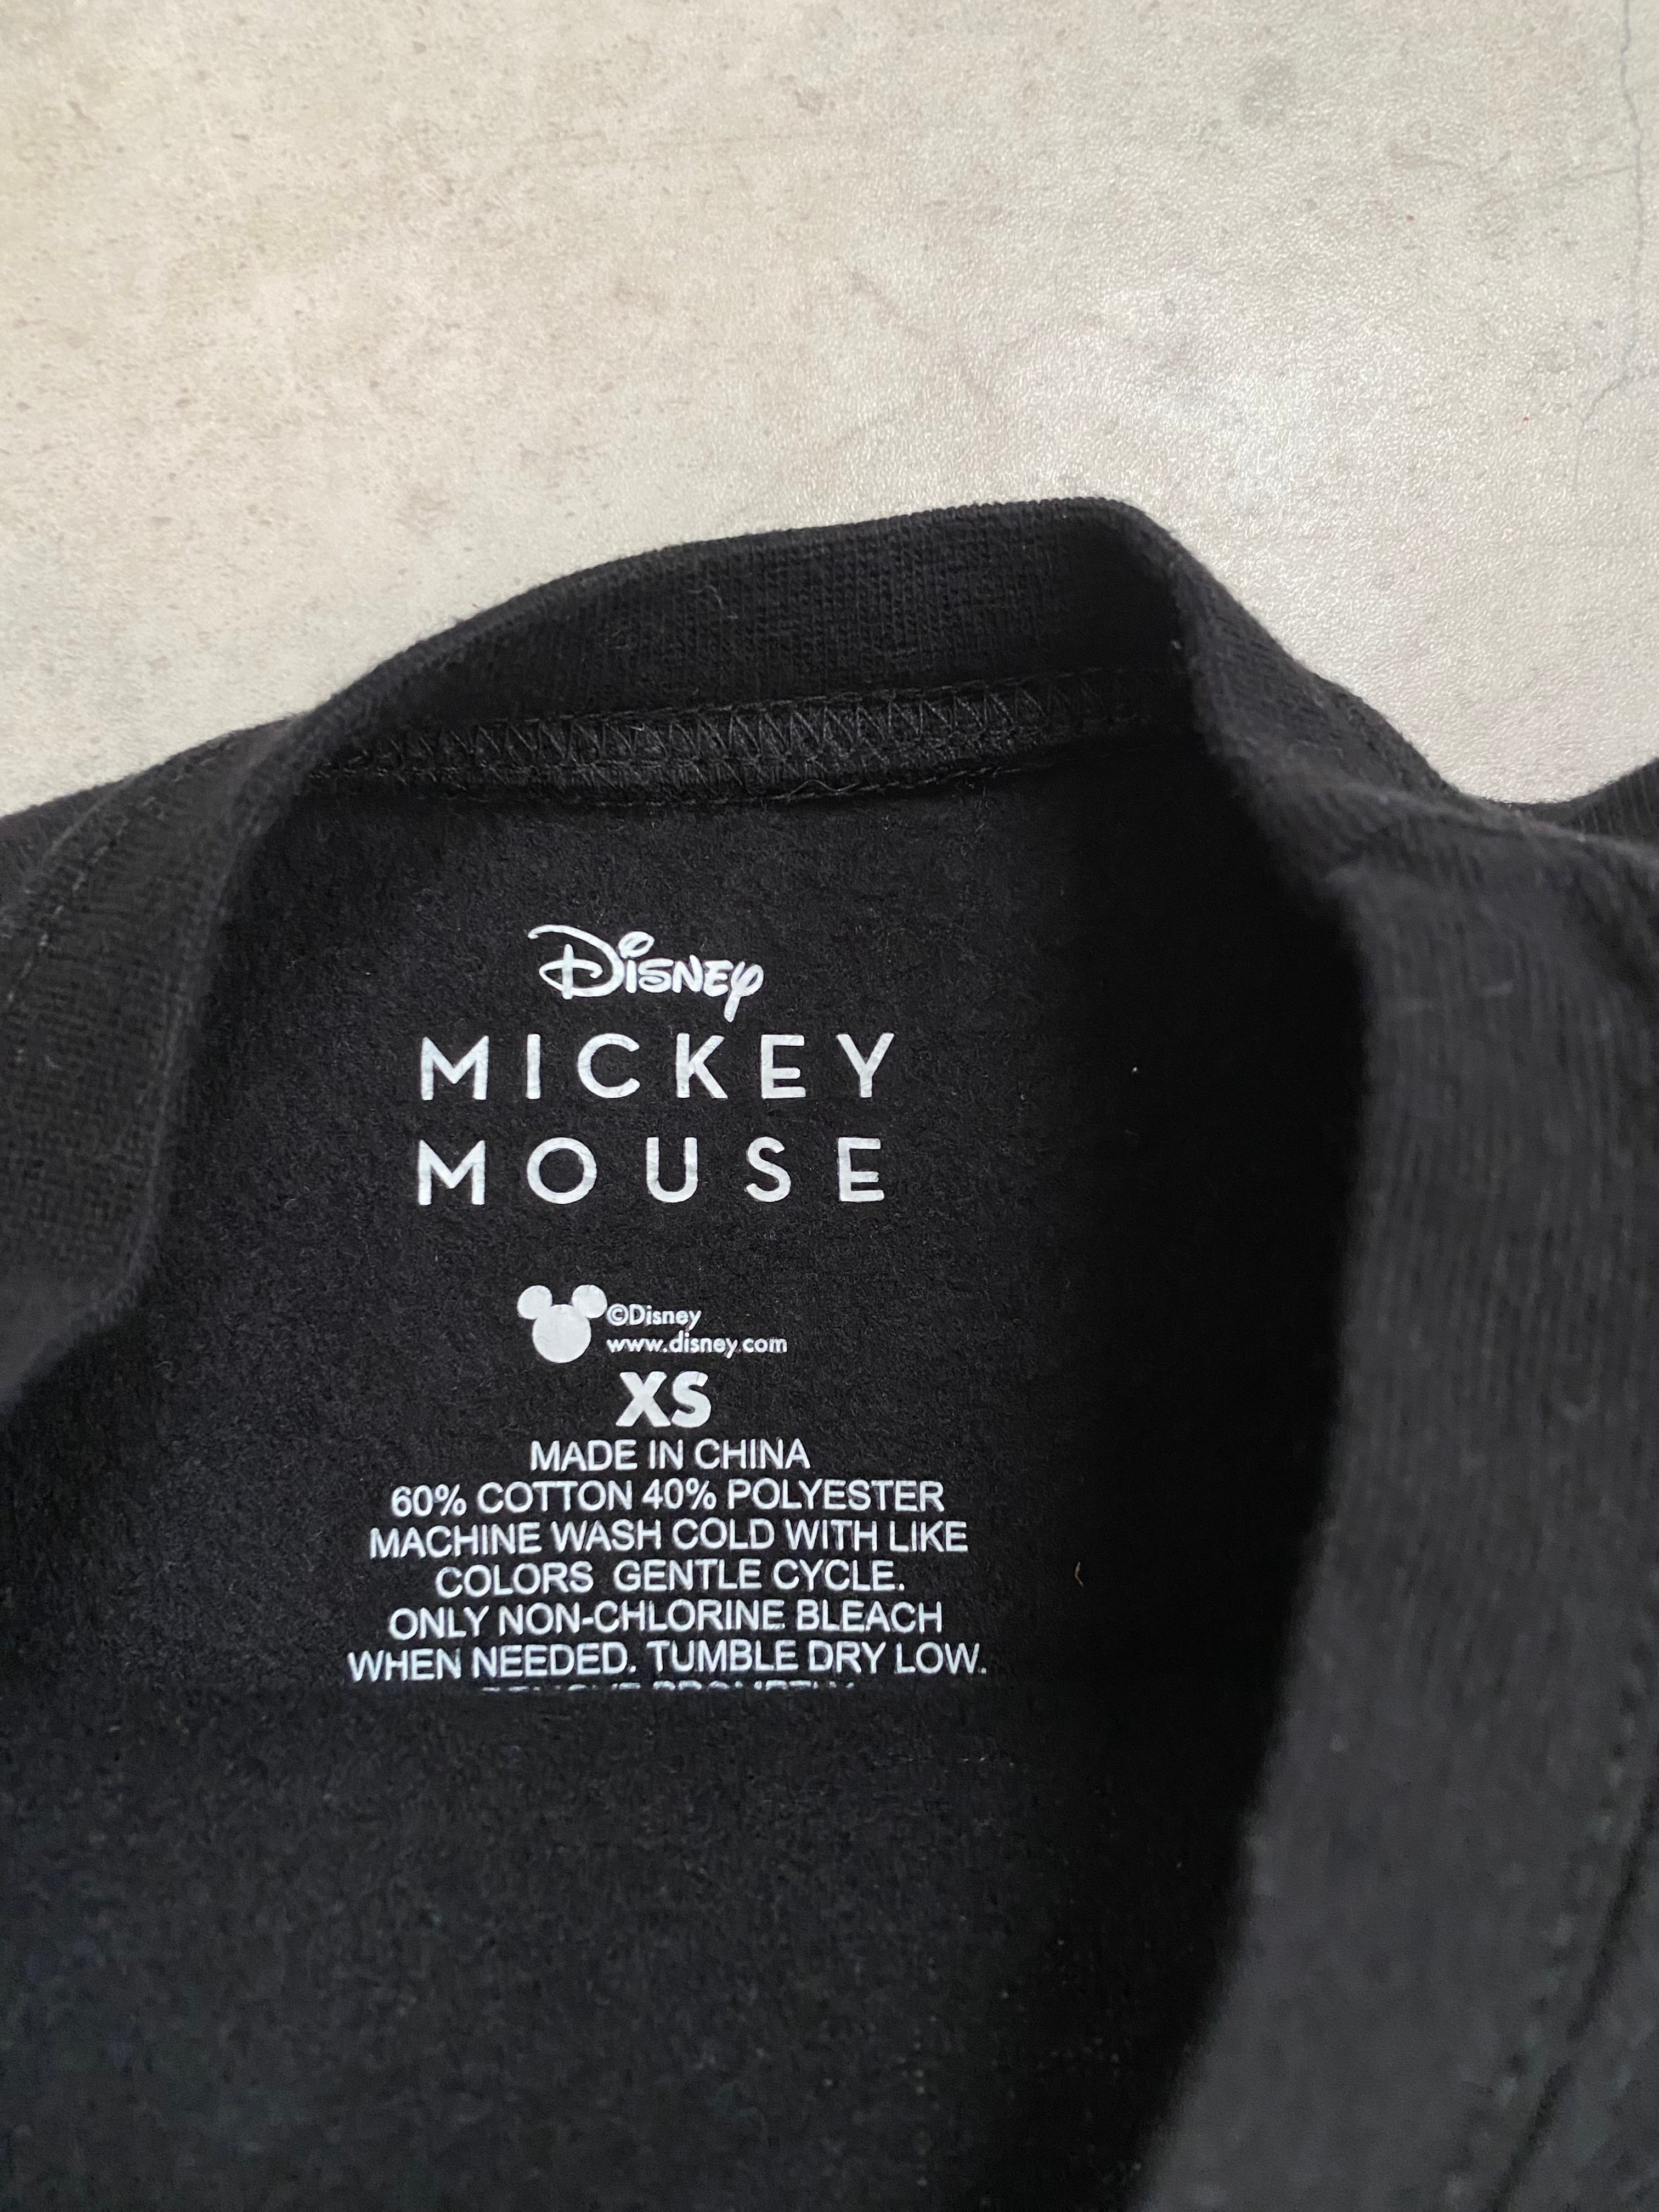 Disney
MICKEY
MOUSE
©Disney
www.disney.com
XS
MADE IN CHINA
60% COTTON 40% POLYESTER
MACHINE WASH COLD WITH LIKE
COLORS GENTLE CYCLE.
ONLY NON-CHLORINE BLEACH
WHEN NEEDED. TUMBLE DRY LOW.